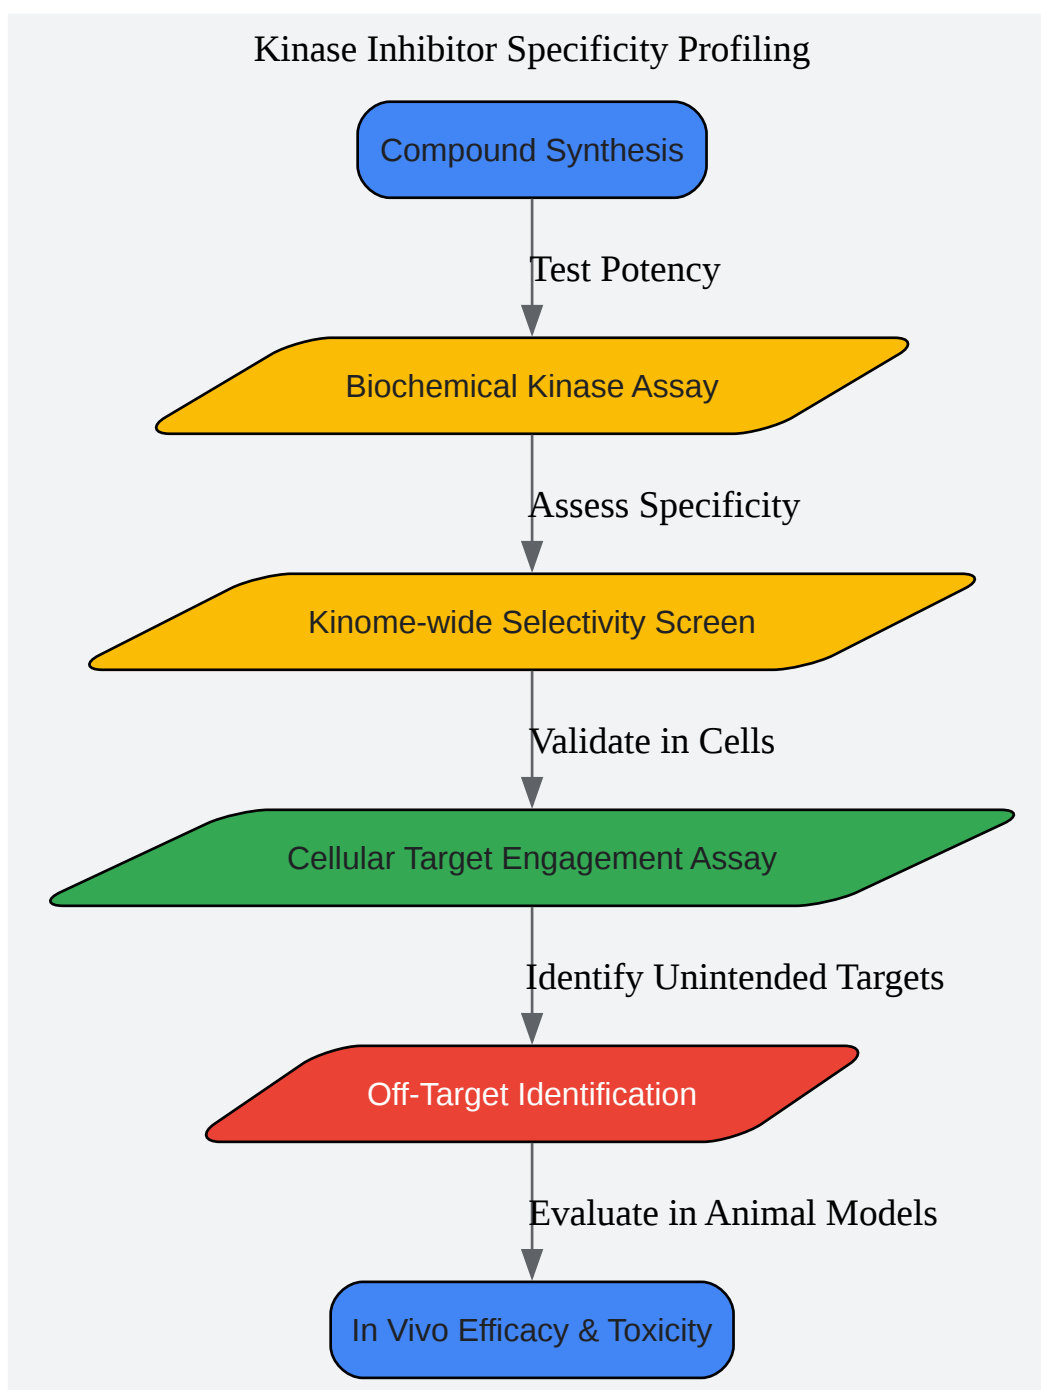 Kinase Inhibitor Specificity Profiling
Compound Synthesis
Test Potency
Biochemical Kinase Assay
Assess Specificity
Kinome-wide Selectivity Screen
Validate in Cells
Cellular Target Engagement Assay
Identify Unintended Targets
Off-Target Identification
Evaluate in Animal Models
In Vivo Efficacy & Toxicity